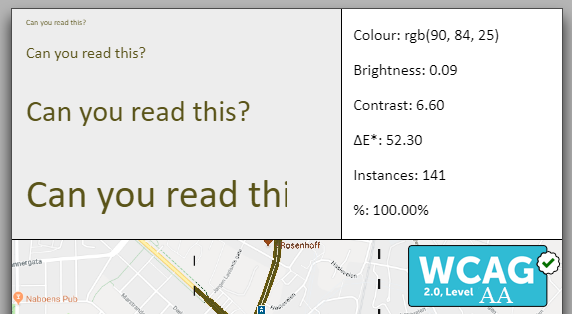 Can you read this?
Can you read this?
Can you read this?
Can you read thi
Colour: rgb(90, 84, 25)
Brightness: 0.09
Contrast: 6.60
ΔE*: 52.30
Instances: 141
%: 100.00%
Rosenhoff
annergata
Naboens Pub
WCAG
2.0, Level AA